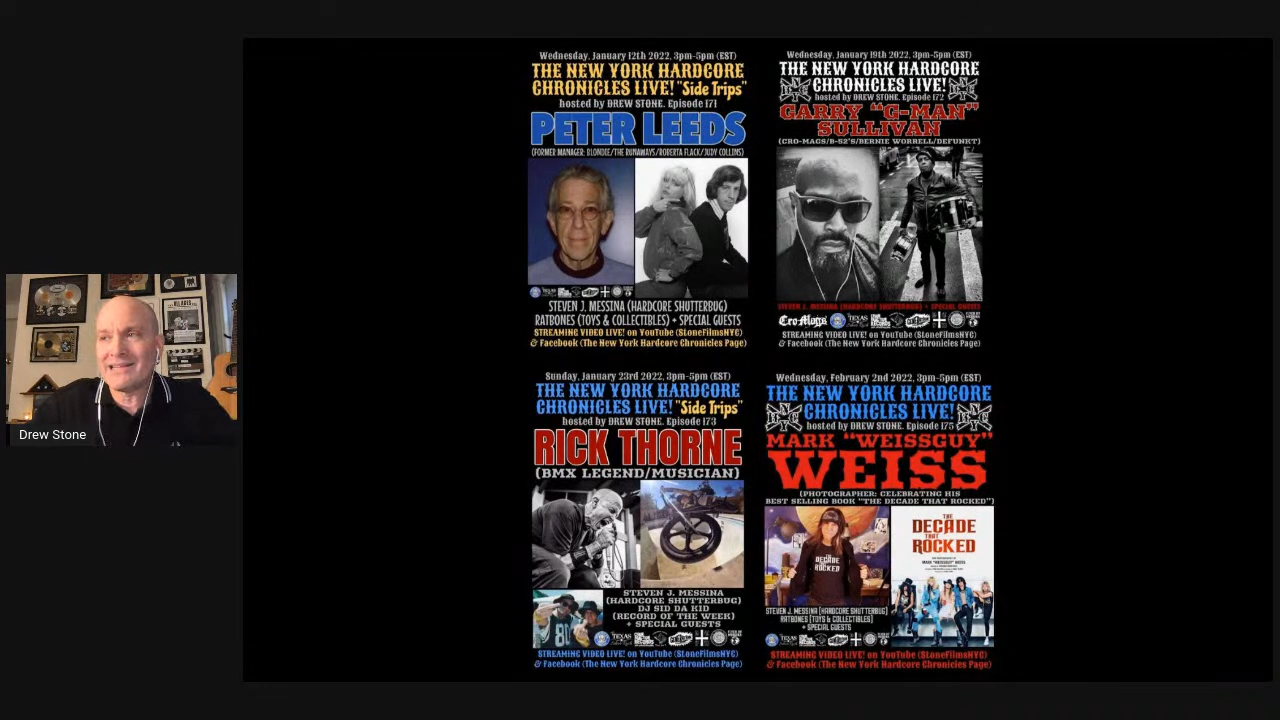 Drew Stone
Wednesday, January 12th 2022, 3pm-5pm (EST)
THE NEW YORK HARDCORE
CHRONICLES LIVE! "Side Trips"
hosted by DREW STONE. Episode 171
PETER LEEDS
(FORMER MANAGER: BLONDIE/THE RUNAWAYS/ROBERTA FLACK/JUDY COLLINS)
STEVEN J. MESSINA (HARDCORE SHUTTERBUG)
RATBONES (TOYS & COLLECTIBLES) + SPECIAL GUESTS
STREAMING VIDEO LIVE! on YouTube (StoneFilmsNYC)
& Facebook (The New York Hardcore Chronicles Page)
Wednesday, January 19th 2022, 3pm-5pm (EST)
THE NEW YORK HARDCORE
CHRONICLES LIVE!
hosted by DREW STONE. Episode 172
GARRY "G-MAN"
SULLIVAN
(CRO-MAGS/B-52'S/BERNIE WORRELL/DEFUNKT)
STEVEN J. MESSINA (HARDCORE SHUTTERBUG) + SPECIAL GUESTS
Cro-Mags
STREAMING VIDEO LIVE! on YouTube (StoneFilmsNYC)
& Facebook (The New York Hardcore Chronicles Page)
Sunday, January 23rd 2022, 3pm-5pm (EST)
THE NEW YORK HARDCORE
CHRONICLES LIVE! "Side Trips"
hosted by DREW STONE. Episode 173
RICK THORNE
(BMX LEGEND/MUSICIAN)
STEVEN J. MESSINA
(HARDCORE SHUTTERBUG)
DJ SID DA KID
(RECORD OF THE WEEK)
+ SPECIAL GUESTS
STREAMING VIDEO LIVE! on YouTube (StoneFilmsNYC)
& Facebook (The New York Hardcore Chronicles Page)
Wednesday, February 2nd 2022, 3pm-5pm (EST)
THE NEW YORK HARDCORE
CHRONICLES LIVE!
hosted by DREW STONE. Episode 175
MARK "WEISSGUY"
WEISS
(PHOTOGRAPHER: CELEBRATING HIS
BEST SELLING BOOK "THE DECADE THAT ROCKED")
THE
DECADE
THAT
ROCKED
DECADE
ROCKED
STEVEN J. MESSINA (HARDCORE SHUTTERBUG)
RATBONES (TOYS & COLLECTIBLES)
+ SPECIAL GUESTS
STREAMING VIDEO LIVE! on YouTube (StoneFilmsNYC)
& Facebook (The New York Hardcore Chronicles Page)